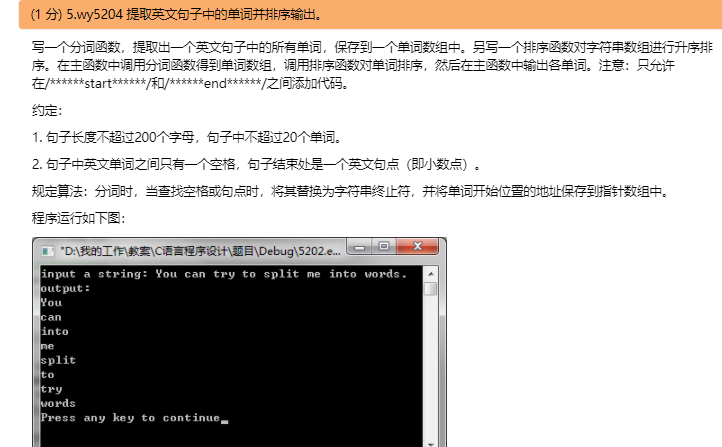 (1 分) 5.wy5204 提取英文句子中的单词并排序输出。
写一个分词函数，提取出一个英文句子中的所有单词，保存到一个单词数组中。另写一个排序函数对字符串数组进行升序排
序。在主函数中调用分词函数得到单词数组，调用排序函数对单词排序，然后在主函数中输出各单词。注意：只允许
在/******start******/和/******end******/之间添加代码。
约定：
1. 句子长度不超过200个字母，句子中不超过20个单词。
2. 句子中英文单词之间只有一个空格，句子结束处是一个英文句点（即小数点）。
规定算法：分词时，当查找空格或句点时，将其替换为字符串终止符，并将单词开始位置的地址保存到指针数组中。
程序运行如下图：
"D:\我的工作\教案\C语言程序设计\题目\Debug\5202.e...
input a string: You can try to split me into words.
output:
You
can
into
me
split
to
try
words
Press any key to continue_